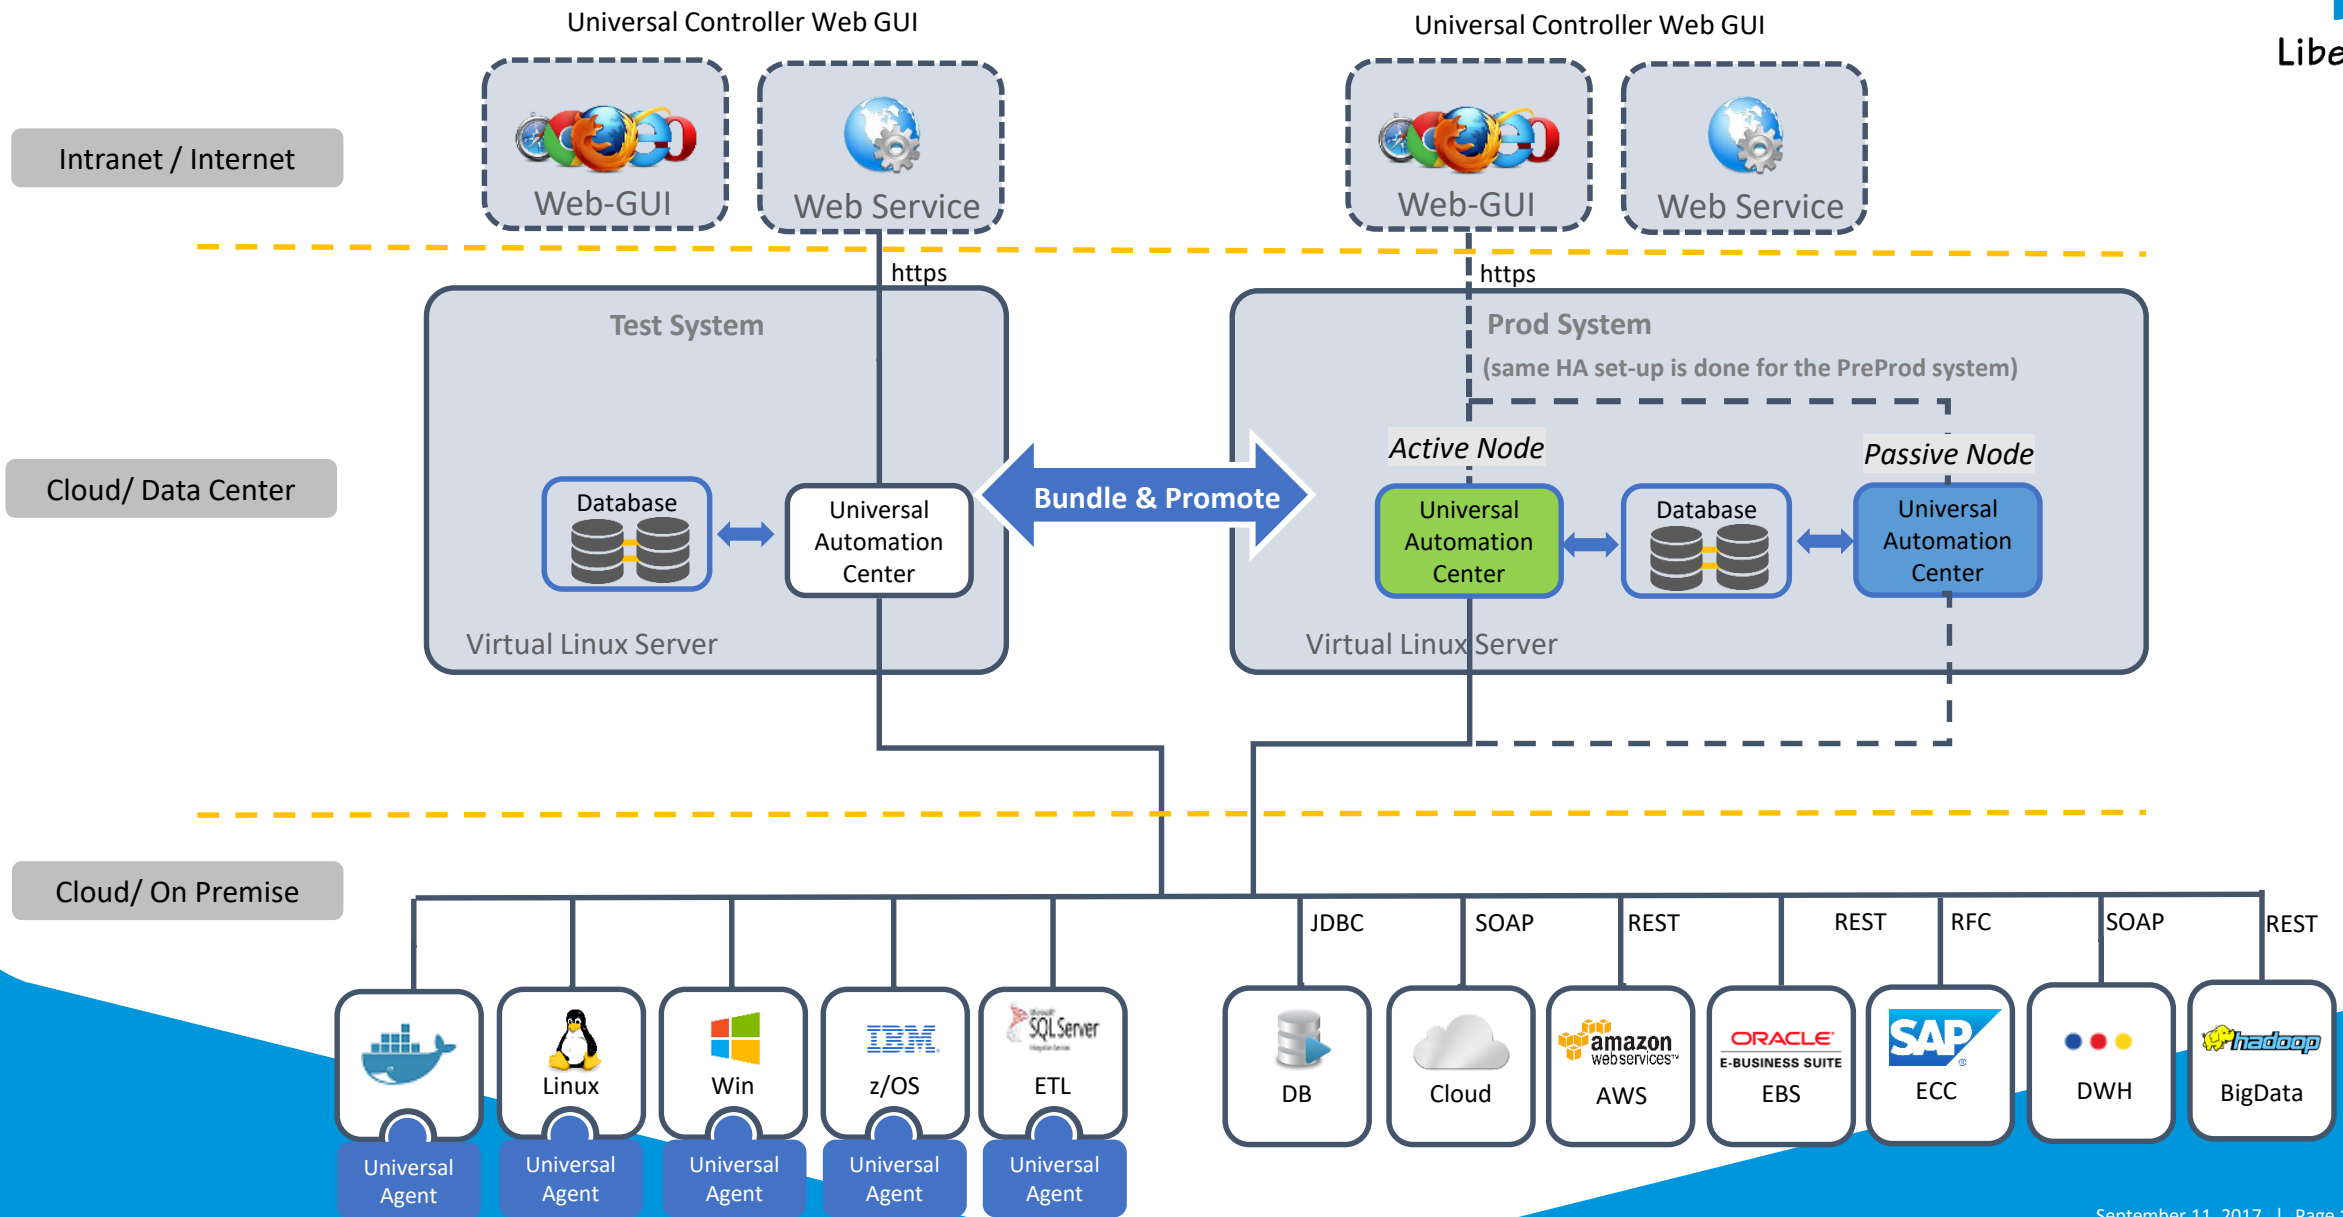 Universal Controller Web GUI
Universal Controller Web GUI
Intranet / Internet
Web-GUI
Web Service
Web-GUI
Web Service
https
https
Test System
Prod System
(same HA set-up is done for the PreProd system)
Cloud/ Data Center
Active Node
Passive Node
Database
Universal
Automation
Center
Bundle & Promote
Universal
Automation
Center
Database
Universal
Automation
Center
Virtual Linux Server
Virtual Linux Server
Cloud/ On Premise
JDBC
SOAP
REST
REST
RFC
SOAP
REST
Linux
Win
IBM
z/OS
Microsoft
SQL Server
Integration Services
ETL
DB
Cloud
amazon
webservices™
AWS
ORACLE
E-BUSINESS SUITE
EBS
SAP
ECC
DWH
hadoop
BigData
Universal
Agent
Universal
Agent
Universal
Agent
Universal
Agent
Universal
Agent
September 11, 2017 | Page